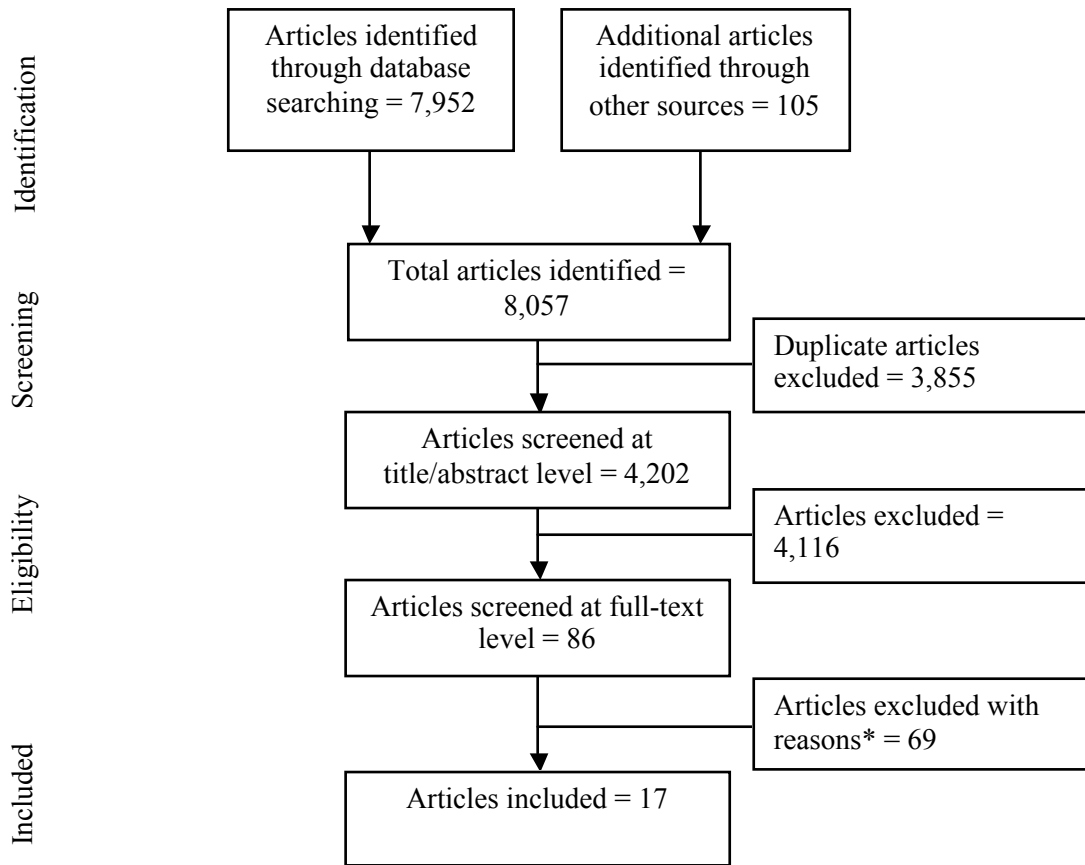 Identification
Articles identified
through database
searching = 7,952
Additional articles
identified through
other sources = 105
Total articles identified =
8,057
Screening
Duplicate articles
excluded = 3,855
Articles screened at
title/abstract level = 4,202
Eligibility
Articles excluded =
4,116
Articles screened at full-text
level = 86
Articles excluded with
reasons* = 69
Included
Articles included = 17